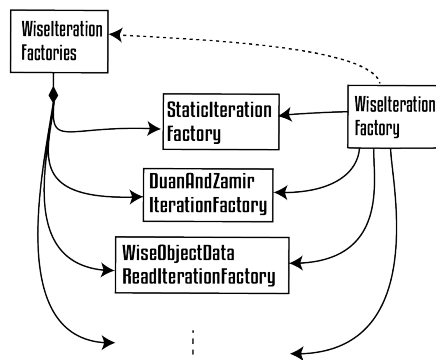 WiseIteration
Factories
StaticIteration
Factory
WiseIteration
Factory
DuanAndZamir
IterationFactory
WiseObjectData
ReadIterationFactory